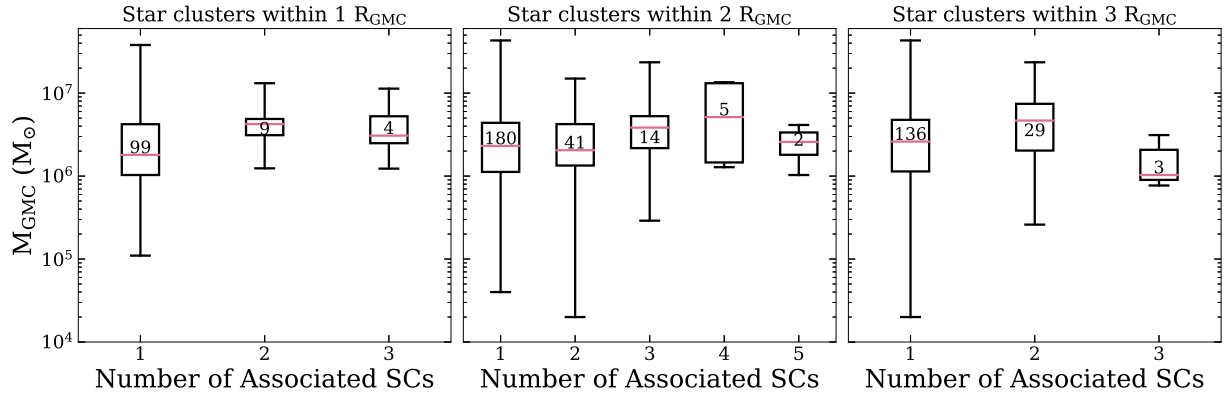 Star clusters within 1 R_GMC
Star clusters within 2 R_GMC
Star clusters within 3 R_GMC
M_GMC (M_⊙)
10^7
10^6
10^5
10^4
99
9
4
180
41
14
5
2
136
29
3
1 2 3
1 2 3 4 5
1 2 3
Number of Associated SCs
Number of Associated SCs
Number of Associated SCs